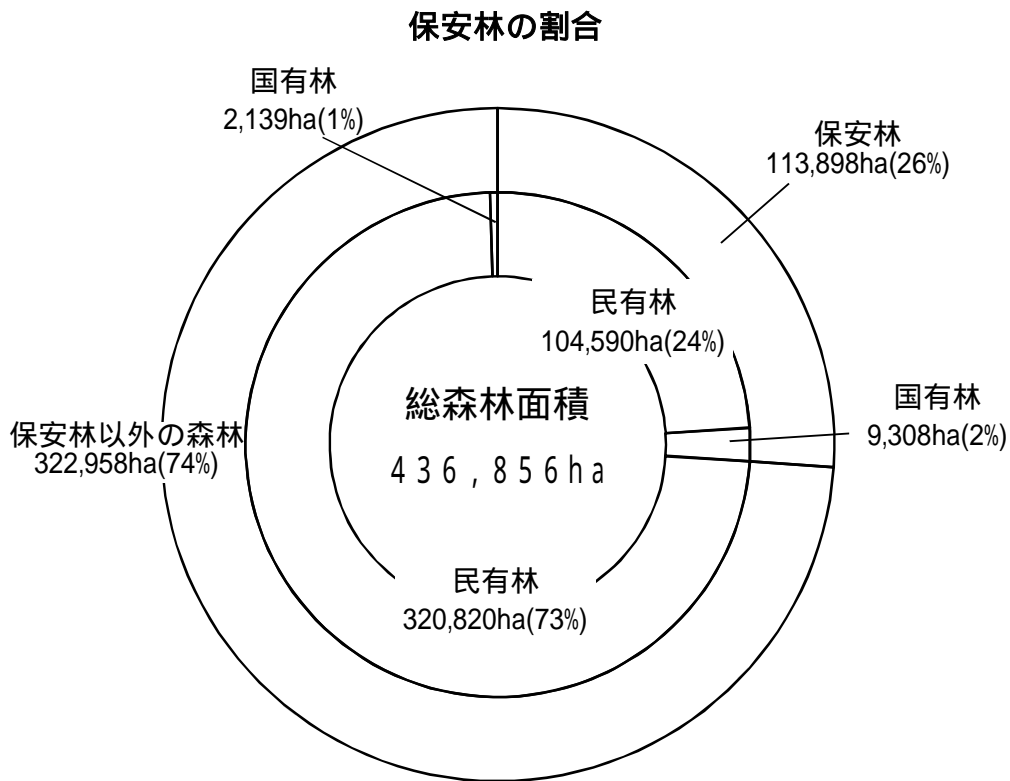 保安林の割合
国有林
2,139ha(1%)
保安林
113,898ha(26%)
民有林
104,590ha(24%)
国有林
9,308ha(2%)
総森林面積
436,856ha
保安林以外の森林
322,958ha(74%)
民有林
320,820ha(73%)